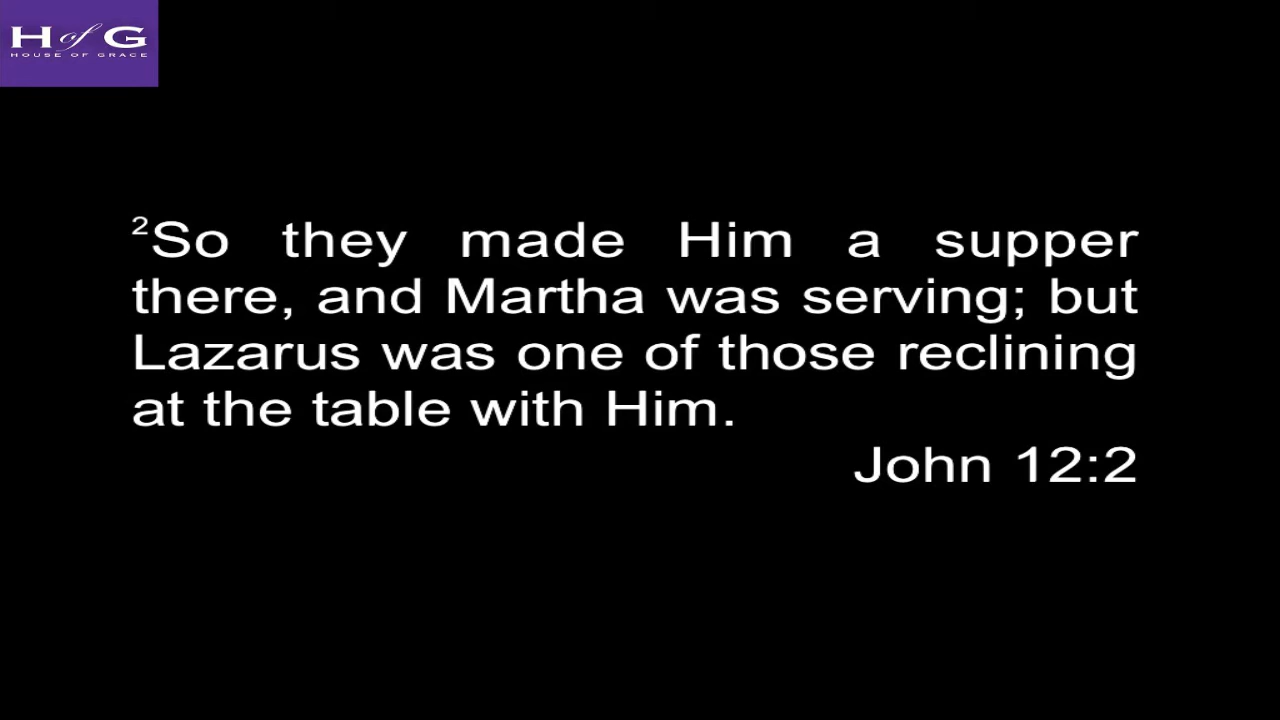 H of G
HOUSE OF GRACE
²So they made Him a supper
there, and Martha was serving; but
Lazarus was one of those reclining
at the table with Him.
John 12:2